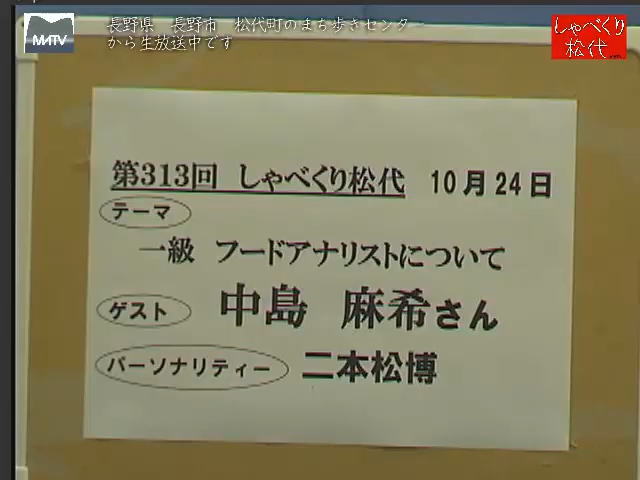 MATV
長野県　長野市　松代町のまち歩きセンター
から生放送中です
しゃべくり
松代
第313回　しゃべくり松代　10月24日
テーマ
一級　フードアナリストについて
ゲスト　中島　麻希さん
パーソナリティー　二本松博